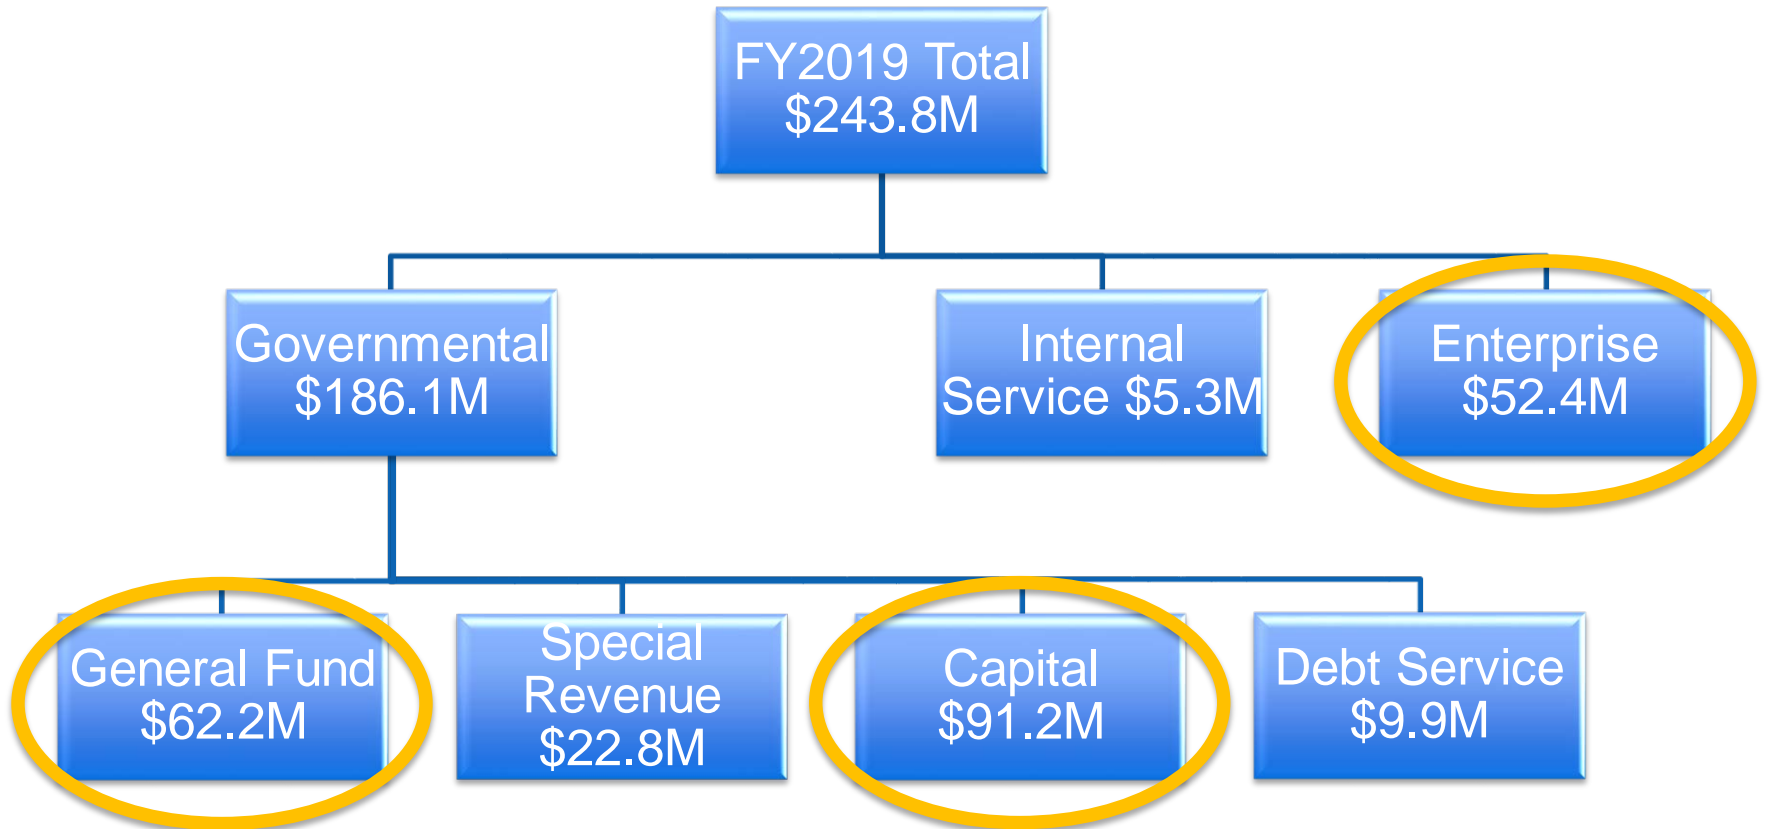 FY2019 Total
$243.8M
Governmental
$186.1M
Internal
Service $5.3M
Enterprise
$52.4M
General Fund
$62.2M
Special
Revenue
$22.8M
Capital
$91.2M
Debt Service
$9.9M